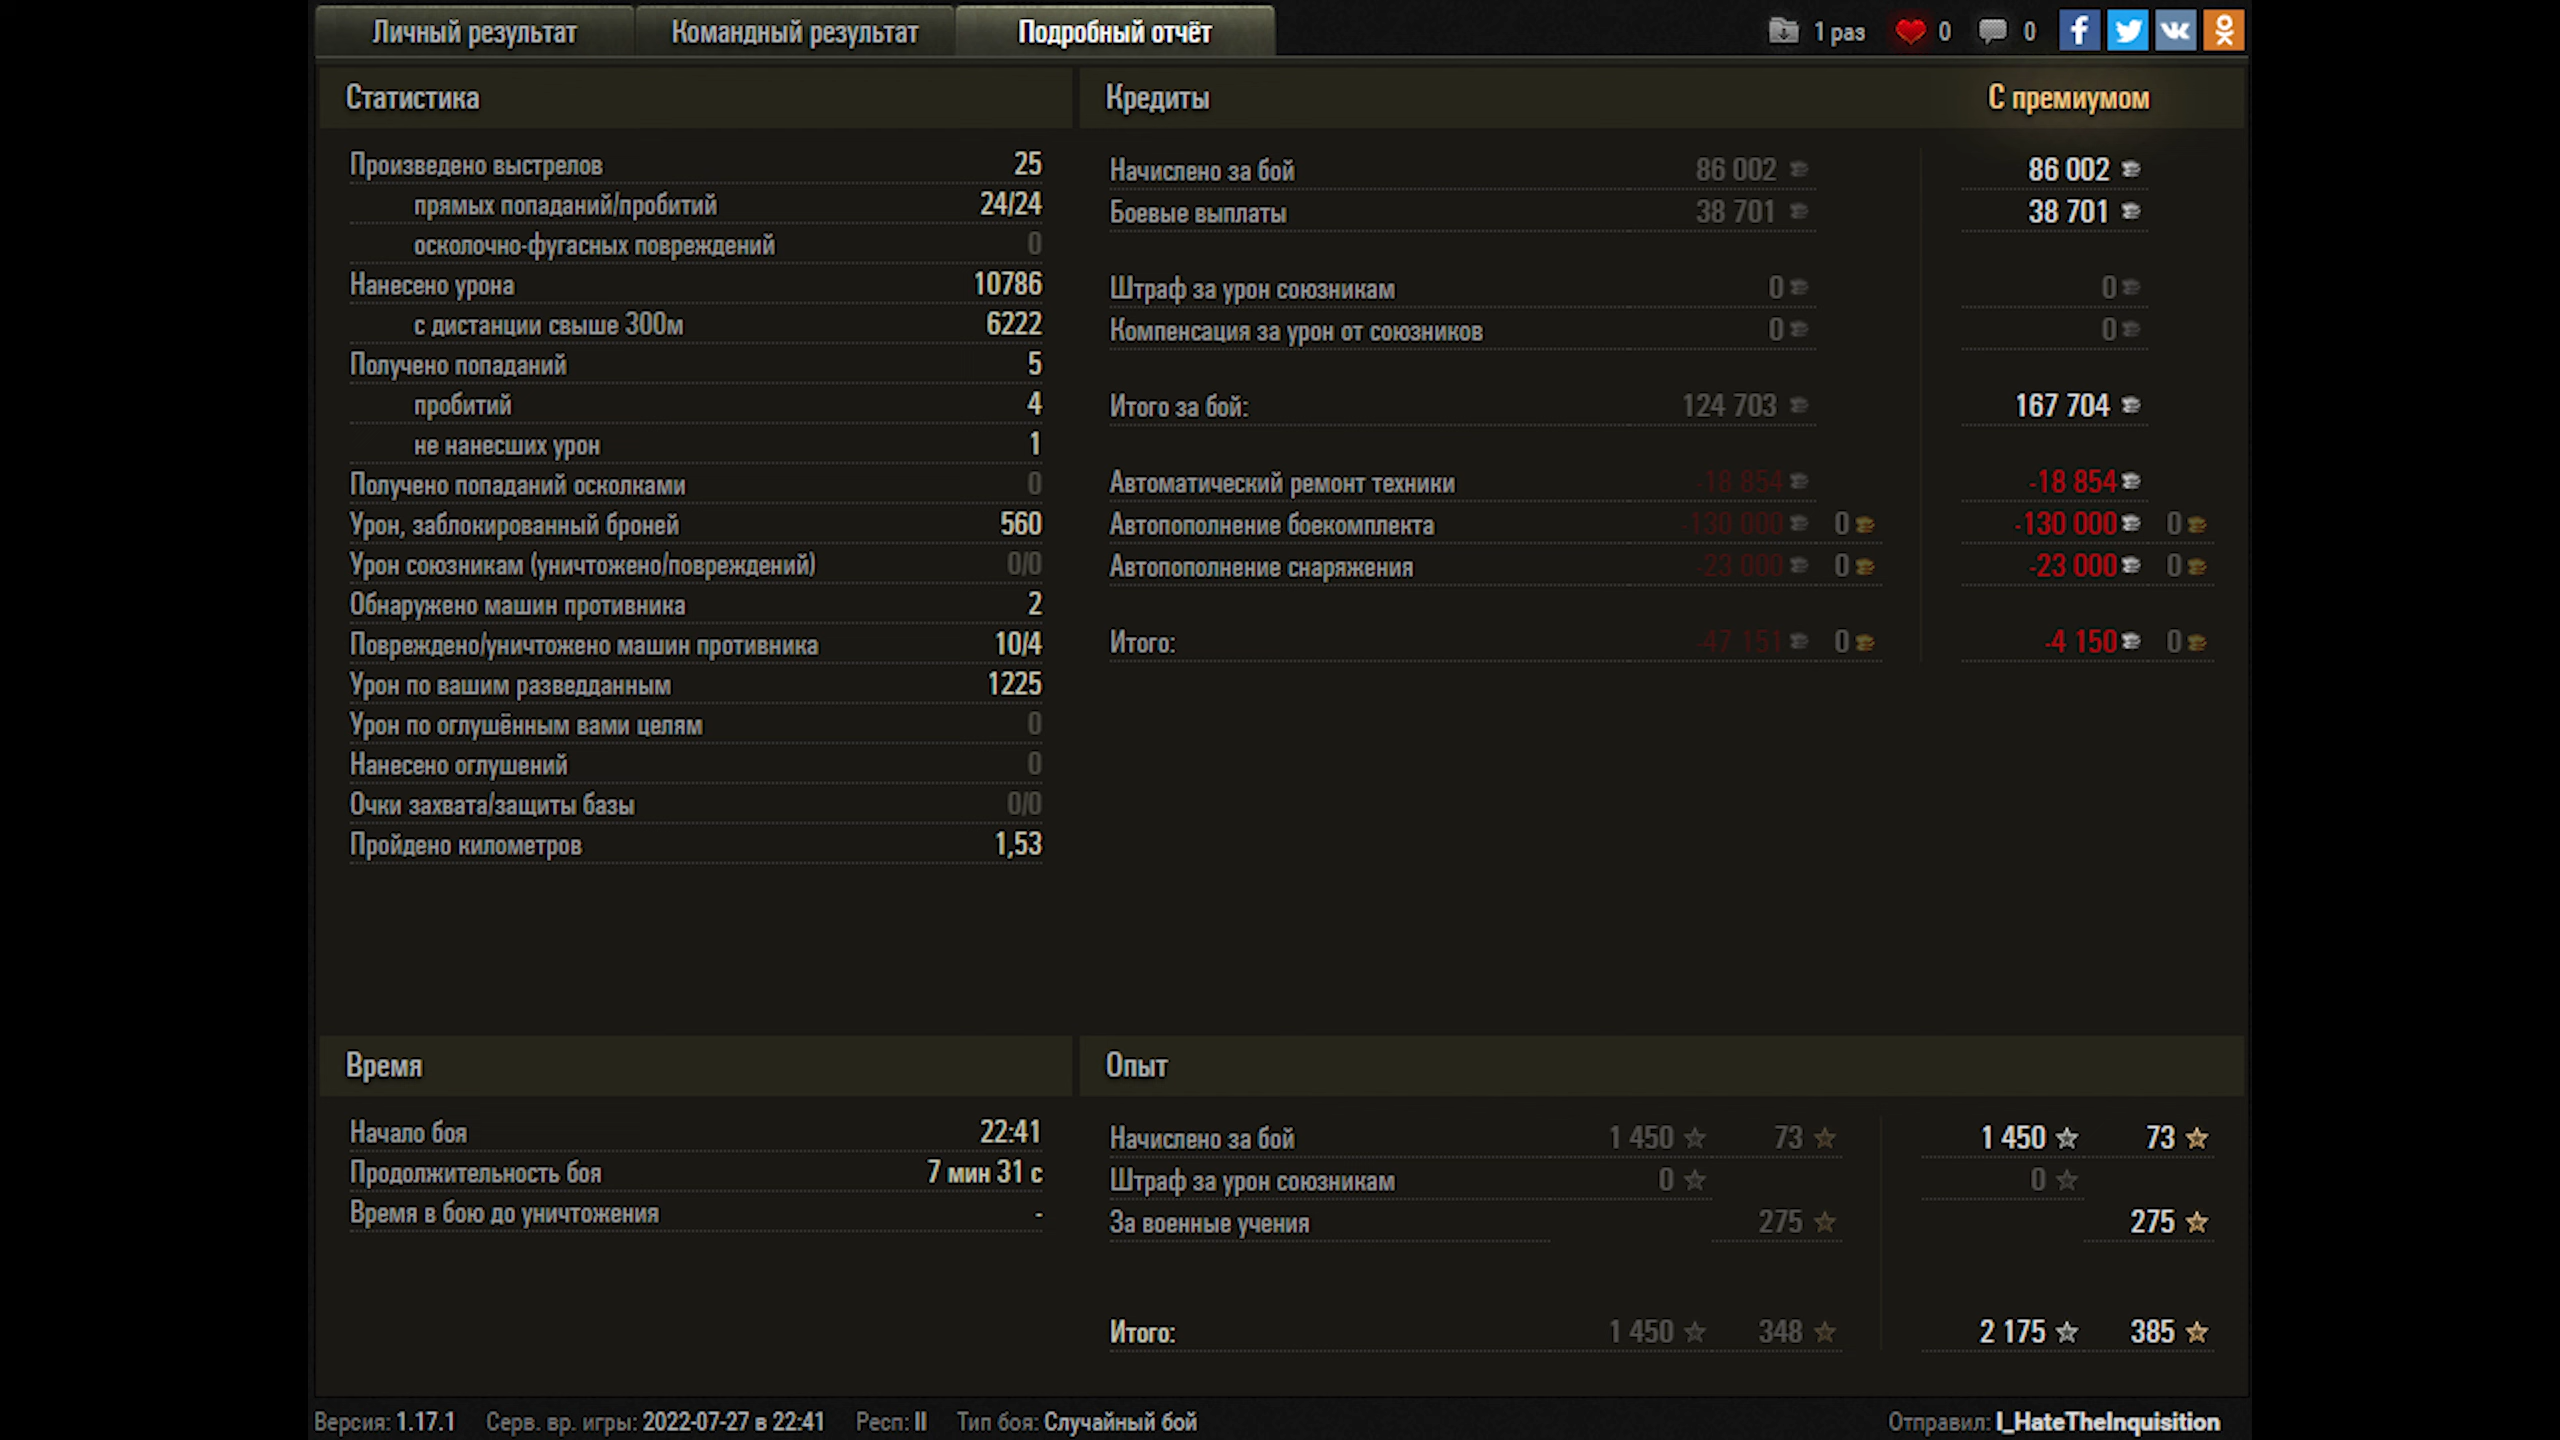 Личный результат Командный результат Подробный отчёт 1 раз 0 0
Статистика
Произведено выстрелов 25
прямых попаданий/пробитий 24/24
осколочно-фугасных повреждений 0
Нанесено урона 10786
с дистанции свыше 300м 6222
Получено попаданий 5
пробитий 4
не нанесших урон 1
Получено попаданий осколками 0
Урон, заблокированный броней 560
Урон союзникам (уничтожено/повреждений) 0/0
Обнаружено машин противника 2
Повреждено/уничтожено машин противника 10/4
Урон по вашим разведданным 1225
Урон по оглушённым вами целям 0
Нанесено оглушений 0
Очки захвата/защиты базы 0/0
Пройдено километров 1,53
Кредиты С премиумом
Начислено за бой 86 002 86 002
Боевые выплаты 38 701 38 701
Штраф за урон союзникам 0 0
Компенсация за урон от союзников 0 0
Итого за бой: 124 703 167 704
Автоматический ремонт техники -18 854 -18 854
Автопополнение боекомплекта -130 000 0 -130 000 0
Автопополнение снаряжения -23 000 0 -23 000 0
Итого: -47 151 0 -4 150 0
Время
Начало боя 22:41
Продолжительность боя 7 мин 31 с
Время в бою до уничтожения -
Опыт
Начислено за бой 1 450 73 1 450 73
Штраф за урон союзникам 0 0
За военные учения 275 275
Итого: 1 450 348 2 175 385
Версия: 1.17.1 Серв. вр. игры: 2022-07-27 в 22:41 Респ: II Тип боя: Случайный бой Отправил: I_HateTheInquisition